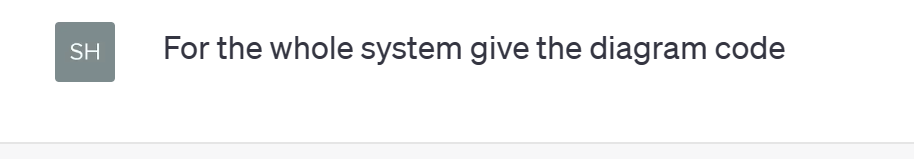 SH
For the whole system give the diagram code